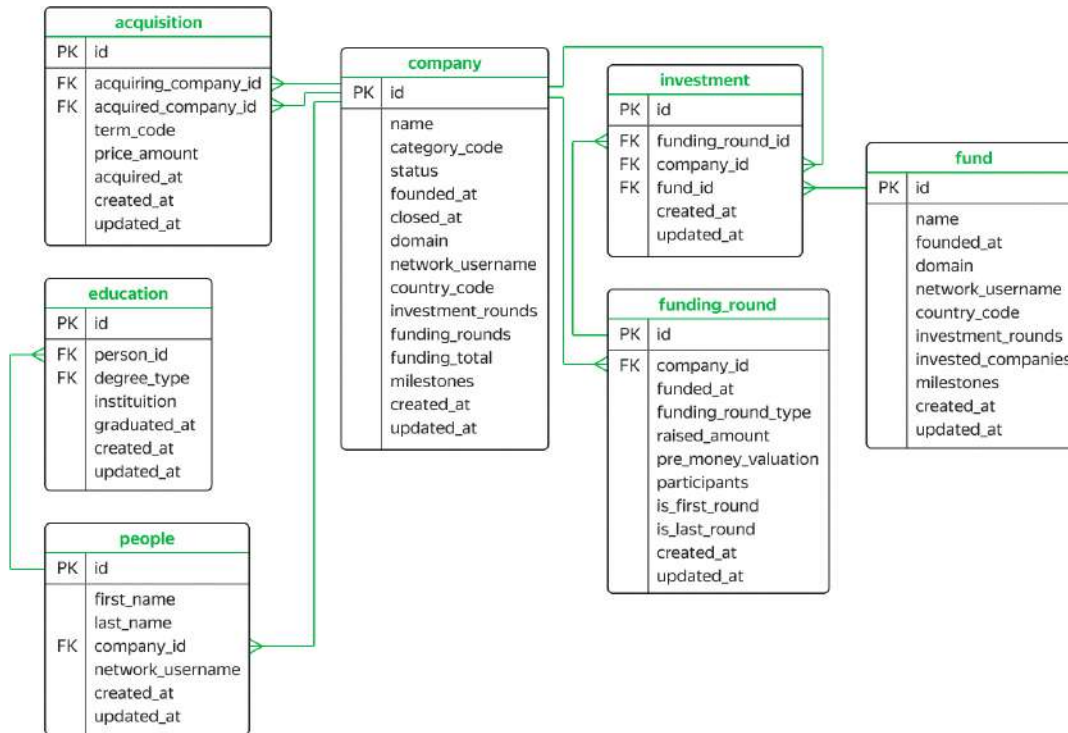 acquisition
PK id
FK acquiring_company_id
FK acquired_company_id
term_code
price_amount
acquired_at
created_at
updated_at
company
PK id
name
category_code
status
founded_at
closed_at
domain
network_username
country_code
investment_rounds
funding_rounds
funding_total
milestones
created_at
updated_at
investment
PK id
FK funding_round_id
FK company_id
FK fund_id
created_at
updated_at
fund
PK id
name
founded_at
domain
network_username
country_code
investment_rounds
invested_companies
milestones
created_at
updated_at
education
PK id
FK person_id
FK degree_type
instituition
graduated_at
created_at
updated_at
funding_round
PK id
FK company_id
funded_at
funding_round_type
raised_amount
pre_money_valuation
participants
is_first_round
is_last_round
created_at
updated_at
people
PK id
first_name
last_name
FK company_id
network_username
created_at
updated_at